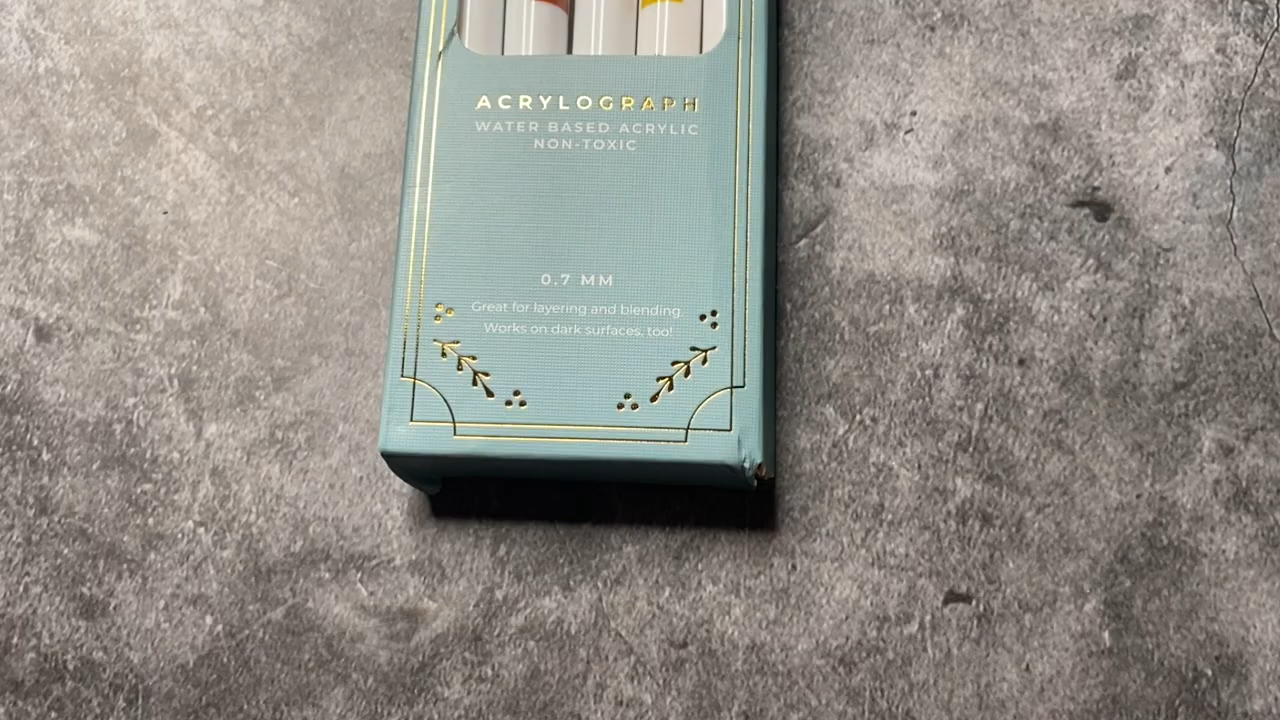 ACRYLOGRAPH
WATER BASED ACRYLIC
NON-TOXIC
0.7 MM
Great for layering and blending.
Works on dark surfaces, too!